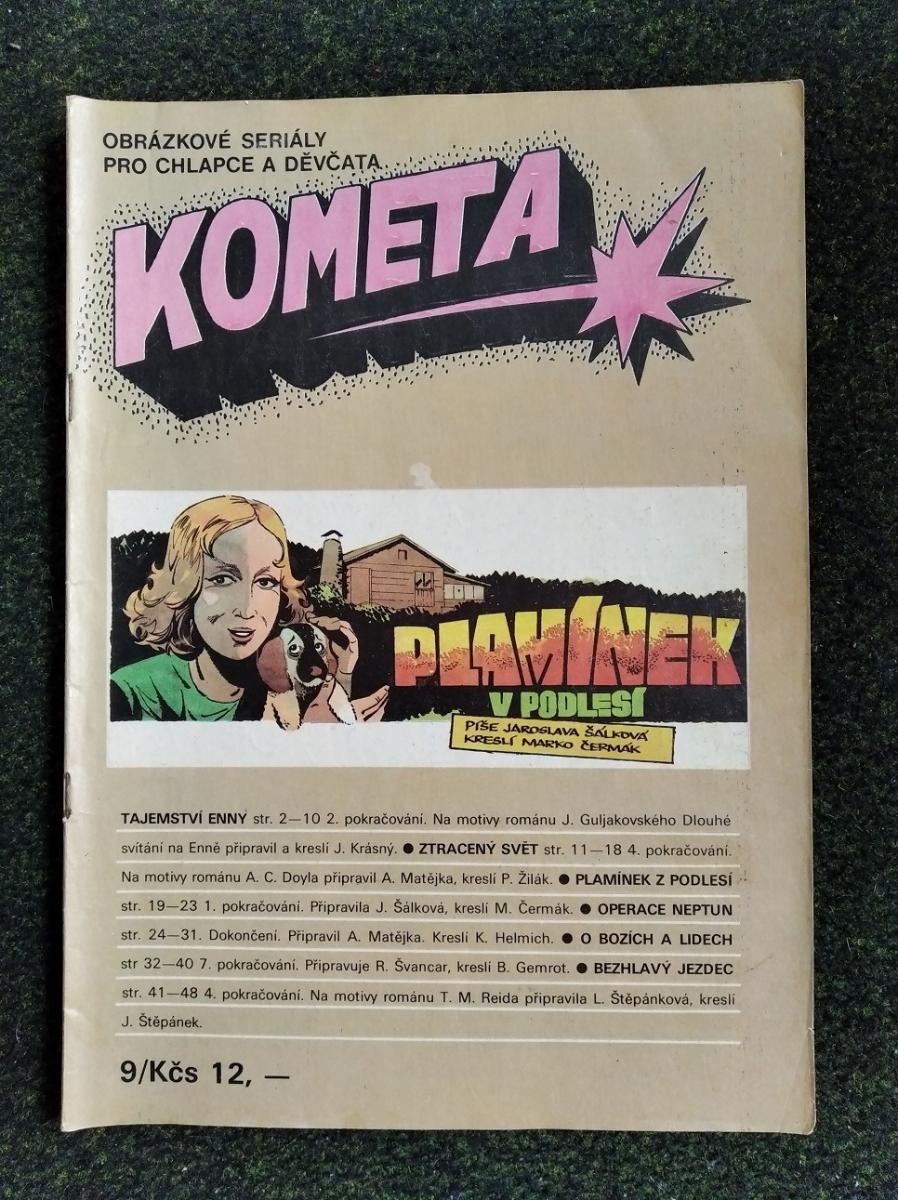 OBRÁZKOVÉ SERIÁLY
PRO CHLAPCE A DĚVČATA
KOMETA
PLAMÍNEK
V PODLESÍ
PÍŠE JAROSLAVA ŠÁLKOVÁ
KRESLÍ MARKO ČERMÁK
TAJEMSTVÍ ENNY str. 2—10 2. pokračování. Na motivy románu J. Guljakovského Dlouhé
svítání na Enně připravil a kreslí J. Krásný. ● ZTRACENÝ SVĚT str. 11—18 4. pokračování.
Na motivy románu A. C. Doyla připravil A. Matějka, kreslí P. Žilák. ● PLAMÍNEK Z PODLESÍ
str. 19—23 1. pokračování. Připravila J. Šálková, kreslí M. Čermák. ● OPERACE NEPTUN
str. 24—31. Dokončení. Připravil A. Matějka. Kreslí K. Helmich. ● O BOZÍCH A LIDECH
str 32—40 7. pokračování. Připravuje R. Švancar, kreslí B. Gemrot. ● BEZHLAVÝ JEZDEC
str. 41—48 4. pokračování. Na motivy románu T. M. Reida připravila L. Štěpánková, kreslí
J. Štěpánek.
9/Kčs 12, —